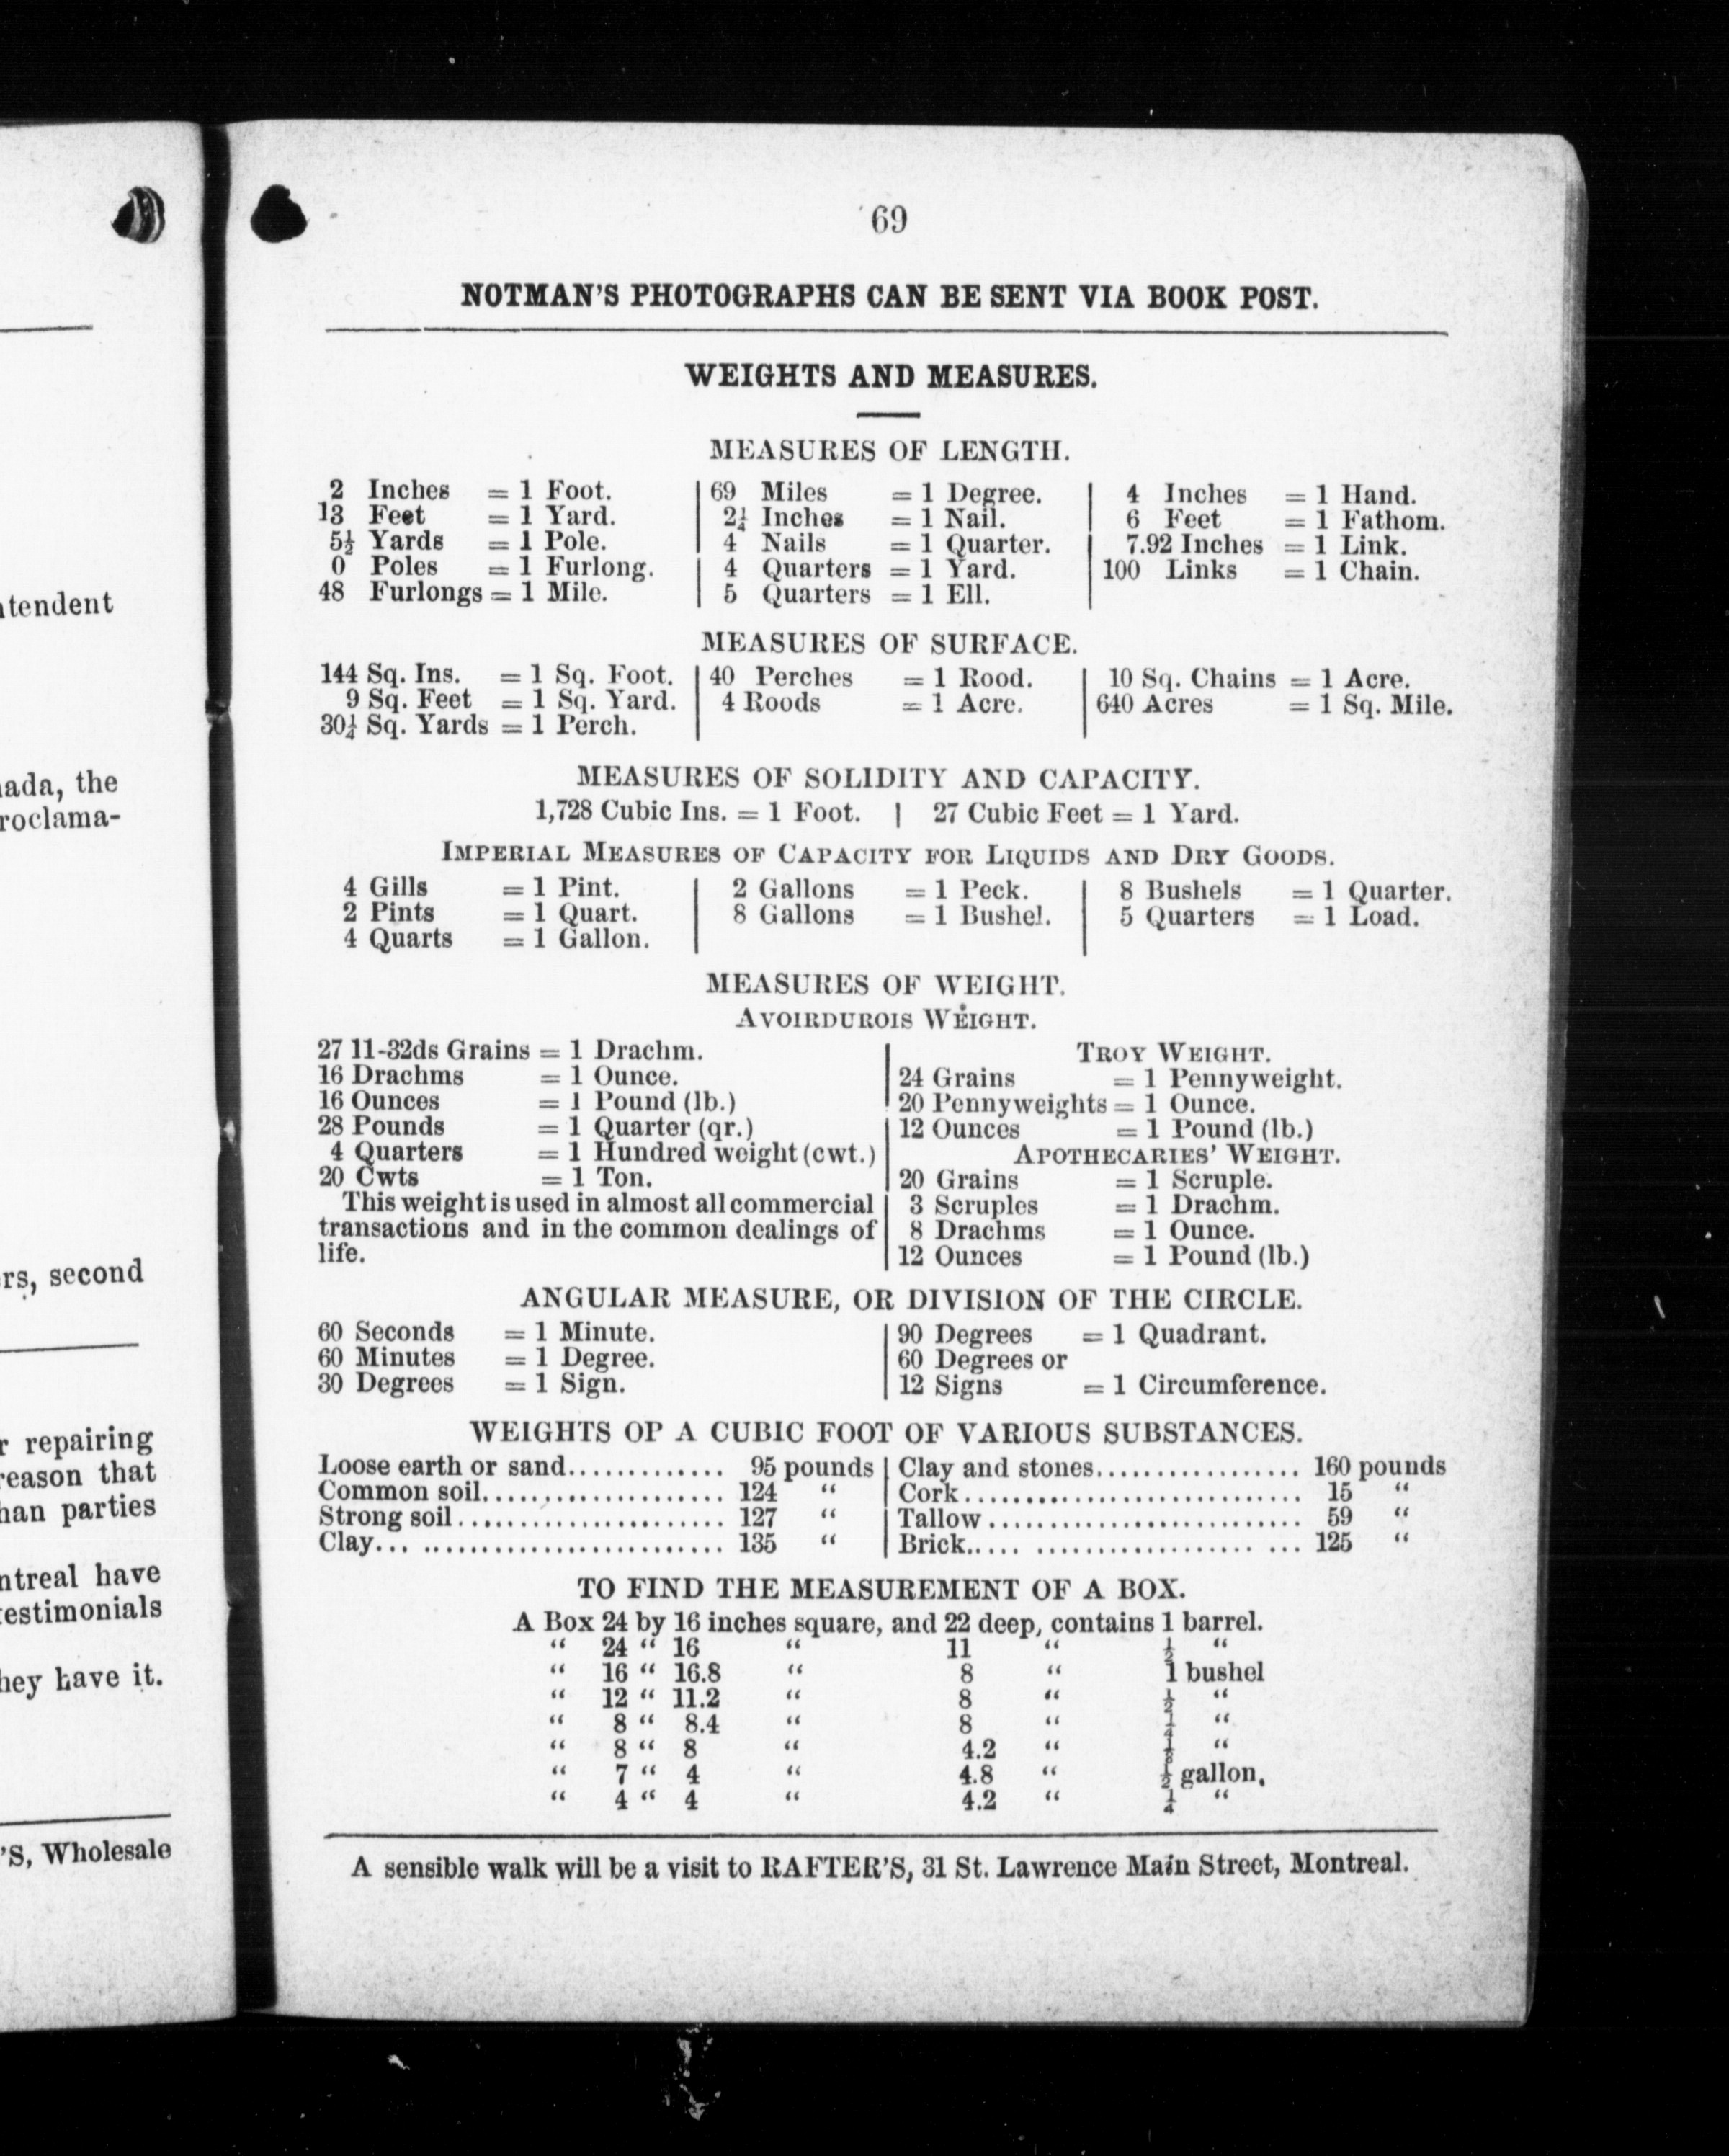 tendent
ada, the
roclama-
rs, second
r repairing
reason that
han parties
ntreal have
testimonials
hey have it.
'S, Wholesale
69
NOTMAN'S PHOTOGRAPHS CAN BE SENT VIA BOOK POST.
WEIGHTS AND MEASURES.
MEASURES OF LENGTH.
2 Inches = 1 Foot. | 69 Miles = 1 Degree. | 4 Inches = 1 Hand.
13 Feet = 1 Yard. | 2¼ Inches = 1 Nail. | 6 Feet = 1 Fathom.
5½ Yards = 1 Pole. | 4 Nails = 1 Quarter. | 7.92 Inches = 1 Link.
0 Poles = 1 Furlong. | 4 Quarters = 1 Yard. | 100 Links = 1 Chain.
48 Furlongs = 1 Mile. | 5 Quarters = 1 Ell.
MEASURES OF SURFACE.
144 Sq. Ins. = 1 Sq. Foot. | 40 Perches = 1 Rood. | 10 Sq. Chains = 1 Acre.
9 Sq. Feet = 1 Sq. Yard. | 4 Roods = 1 Acre. | 640 Acres = 1 Sq. Mile.
30¼ Sq. Yards = 1 Perch.
MEASURES OF SOLIDITY AND CAPACITY.
1,728 Cubic Ins. = 1 Foot. | 27 Cubic Feet = 1 Yard.
IMPERIAL MEASURES OF CAPACITY FOR LIQUIDS AND DRY GOODS.
4 Gills = 1 Pint. | 2 Gallons = 1 Peck. | 8 Bushels = 1 Quarter.
2 Pints = 1 Quart. | 8 Gallons = 1 Bushel. | 5 Quarters = 1 Load.
4 Quarts = 1 Gallon.
MEASURES OF WEIGHT.
AVOIRDUROIS WEIGHT.
27 11-32ds Grains = 1 Drachm.
16 Drachms = 1 Ounce.
16 Ounces = 1 Pound (lb.)
28 Pounds = 1 Quarter (qr.)
4 Quarters = 1 Hundred weight (cwt.)
20 Cwts = 1 Ton.
This weight is used in almost all commercial
transactions and in the common dealings of
life.
TROY WEIGHT.
24 Grains = 1 Pennyweight.
20 Pennyweights = 1 Ounce.
12 Ounces = 1 Pound (lb.)
APOTHECARIES' WEIGHT.
20 Grains = 1 Scruple.
3 Scruples = 1 Drachm.
8 Drachms = 1 Ounce.
12 Ounces = 1 Pound (lb.)
ANGULAR MEASURE, OR DIVISION OF THE CIRCLE.
60 Seconds = 1 Minute. | 90 Degrees = 1 Quadrant.
60 Minutes = 1 Degree. | 60 Degrees or
30 Degrees = 1 Sign. | 12 Signs = 1 Circumference.
WEIGHTS OP A CUBIC FOOT OF VARIOUS SUBSTANCES.
Loose earth or sand............. 95 pounds | Clay and stones................. 160 pounds
Common soil.................... 124 " | Cork............................ 15 "
Strong soil...................... 127 " | Tallow.......................... 59 "
Clay... ......................... 135 " | Brick..... ................... ... 125 "
TO FIND THE MEASUREMENT OF A BOX.
A Box 24 by 16 inches square, and 22 deep, contains 1 barrel.
" 24 " 16 " 11 " ½ "
" 16 " 16.8 " 8 " 1 bushel
" 12 " 11.2 " 8 " ½ "
" 8 " 8.4 " 8 " ¼ "
" 8 " 8 " 4.2 " ⅛ "
" 7 " 4 " 4.8 " ½ gallon,
" 4 " 4 " 4.2 " ¼ "
A sensible walk will be a visit to RAFTER'S, 31 St. Lawrence Main Street, Montreal.